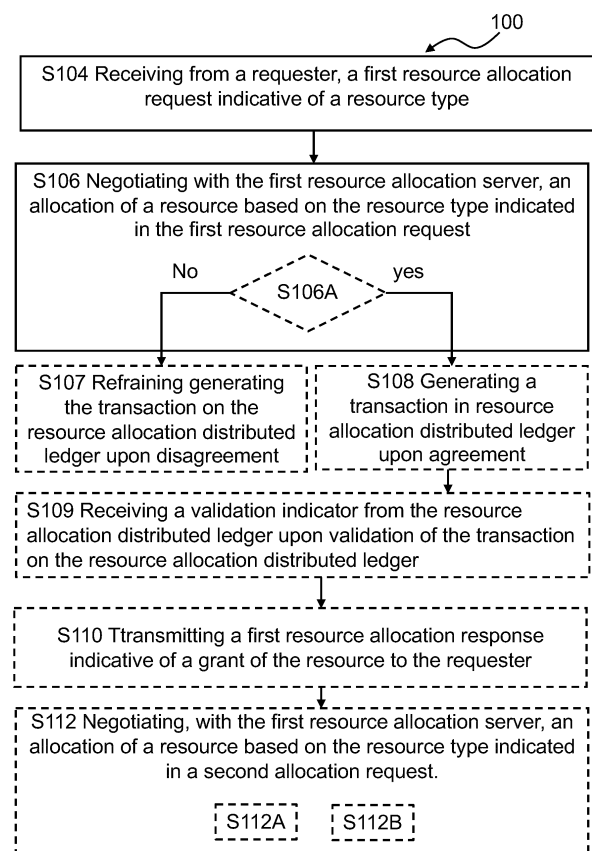 100
S104 Receiving from a requester, a first resource allocation
request indicative of a resource type
S106 Negotiating with the first resource allocation server, an
allocation of a resource based on the resource type indicated
in the first resource allocation request
No
yes
S106A
S107 Refraining generating
the transaction on the
resource allocation distributed
ledger upon disagreement
S108 Generating a
transaction in resource
allocation distributed ledger
upon agreement
S109 Receiving a validation indicator from the resource
allocation distributed ledger upon validation of the transaction
on the resource allocation distributed ledger
S110 Ttransmitting a first resource allocation response
indicative of a grant of the resource to the requester
S112 Negotiating, with the first resource allocation server, an
allocation of a resource based on the resource type indicated
in a second allocation request.
S112A
S112B